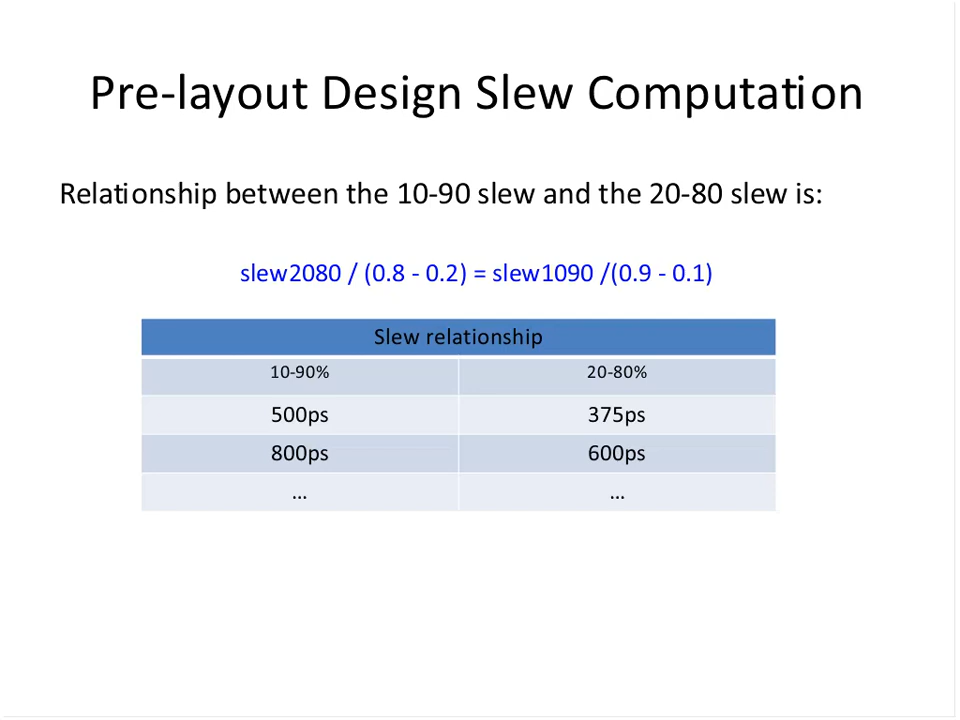 Pre-layout Design Slew Computation
Relationship between the 10-90 slew and the 20-80 slew is:
slew2080 / (0.8 - 0.2) = slew1090 /(0.9 - 0.1)
Slew relationship
10-90% 20-80%
500ps 375ps
800ps 600ps
... ...